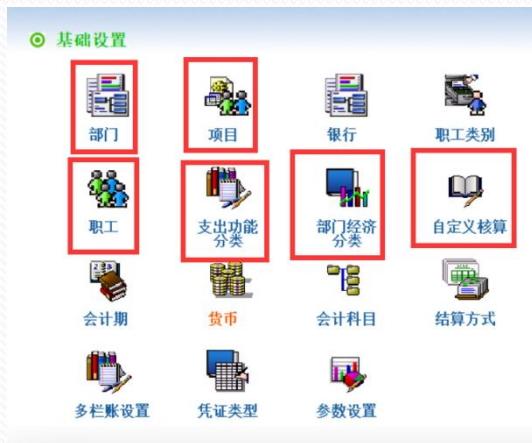 基础设置
部门 项目 银行 职工类别
职工 支出功能分类 部门经济分类 自定义核算
会计期 货币 会计科目 结算方式
多栏账设置 凭证类型 参数设置